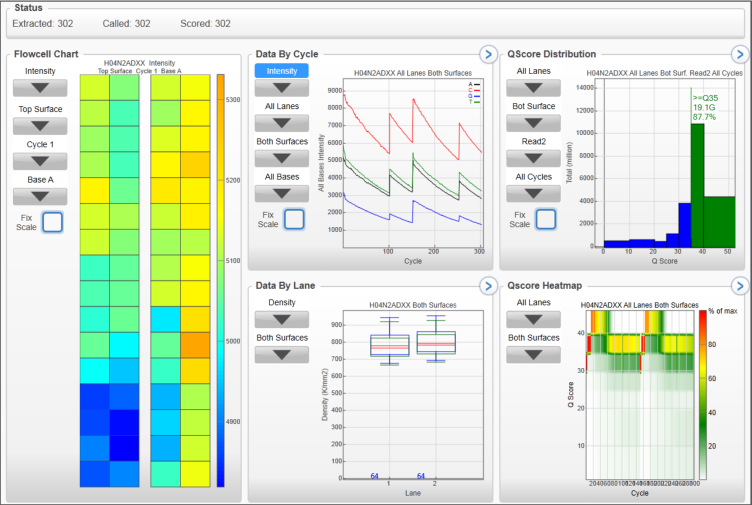 Status
Extracted: 302 Called: 302 Scored: 302
Flowcell Chart
Intensity
Top Surface
Cycle 1
Base A
Fix
Scale
H04N2ADXX Intensity
Top Surface Cycle 1 Base A
5300
5200
5100
5000
4900
Data By Cycle
Intensity
All Lanes
Both Surfaces
All Bases
Fix
Scale
H04N2ADXX All Lanes Both Surfaces
A
C
G
T
All Bases Intensity
9000
8000
7000
6000
5000
4000
3000
2000
1000
100 200 300
Cycle
QScore Distribution
All Lanes
Bot Surface
Read2
All Cycles
Fix
Scale
H04N2ADXX All Lanes Bot Surf. Read2 All Cycles
>=Q35
19.1G
87.7%
Total (million)
14000
12000
10000
8000
6000
4000
2000
0
0 10 20 30 40 50
Q Score
Data By Lane
Density
Both Surfaces
H04N2ADXX Both Surfaces
Density (K/mm2)
900
800
700
600
500
400
300
200
100
0
64 64
1 2
Lane
Qscore Heatmap
All Lanes
Both Surfaces
H04N2ADXX All Lanes Both Surfaces
% of max
Q Score
40
30
20
10
80
60
40
20
Cycle